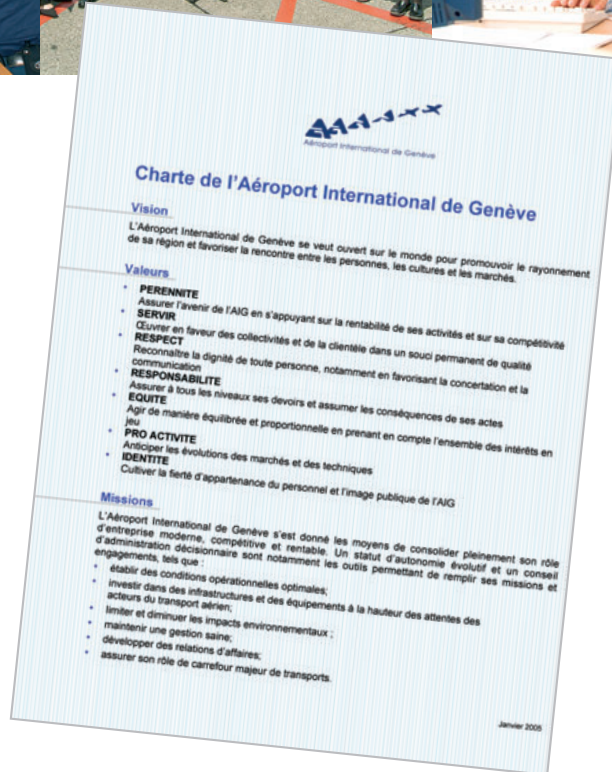 Aéroport International de Genève
Charte de l'Aéroport International de Genève
Vision
L'Aéroport International de Genève se veut ouvert sur le monde pour promouvoir le rayonnement
de sa région et favoriser la rencontre entre les personnes, les cultures et les marchés.
Valeurs
• PERENNITE
Assurer l'avenir de l'AIG en s'appuyant sur la rentabilité de ses activités et sur sa compétitivité
• SERVIR
Œuvrer en faveur des collectivités et de la clientèle dans un souci permanent de qualité
• RESPECT
Reconnaître la dignité de toute personne, notamment en favorisant la concertation et la
communication
• RESPONSABILITE
Assurer à tous les niveaux ses devoirs et assumer les conséquences de ses actes
• EQUITE
Agir de manière équilibrée et proportionnelle en prenant en compte l'ensemble des intérêts en
jeu
• PRO ACTIVITE
Anticiper les évolutions des marchés et des techniques
• IDENTITE
Cultiver la fierté d'appartenance du personnel et l'image publique de l'AIG
Missions
L'Aéroport International de Genève s'est donné les moyens de consolider pleinement son rôle
d'entreprise moderne, compétitive et rentable. Un statut d'autonomie évolutif et un conseil
d'administration décisionnaire sont notamment les outils permettant de remplir ses missions et
engagements, tels que :
• établir des conditions opérationnelles optimales;
• investir dans des infrastructures et des équipements à la hauteur des attentes des
acteurs du transport aérien;
• limiter et diminuer les impacts environnementaux ;
• maintenir une gestion saine;
• développer des relations d'affaires;
• assurer son rôle de carrefour majeur de transports.
Janvier 2005